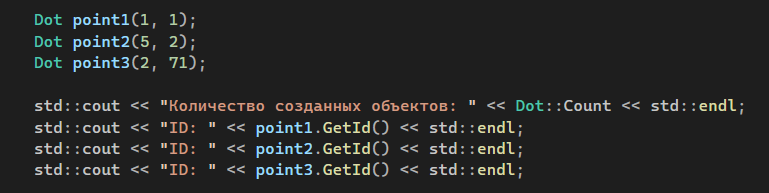 Dot point1(1, 1);
Dot point2(5, 2);
Dot point3(2, 71);
std::cout << "Количество созданных объектов: " << Dot::Count << std::endl;
std::cout << "ID: " << point1.GetId() << std::endl;
std::cout << "ID: " << point2.GetId() << std::endl;
std::cout << "ID: " << point3.GetId() << std::endl;